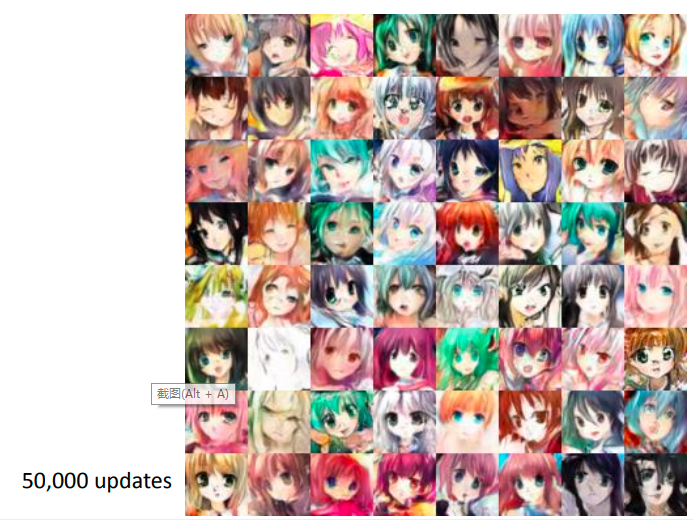 截图(Alt + A)
50,000 updates